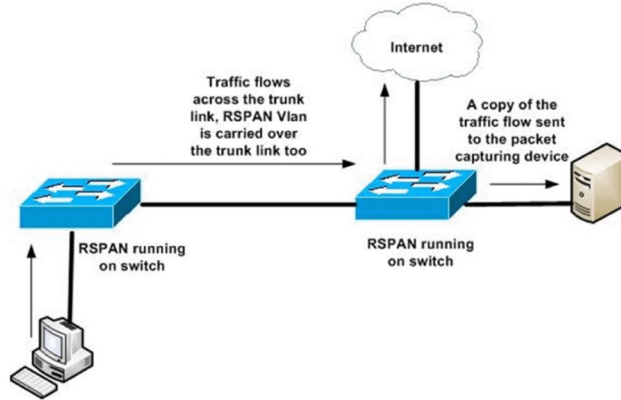 Internet
Traffic flows
across the trunk
link, RSPAN Vlan
is carried over
the trunk link too
A copy of the
traffic flow sent
to the packet
capturing device
RSPAN running
on switch
RSPAN running
on switch